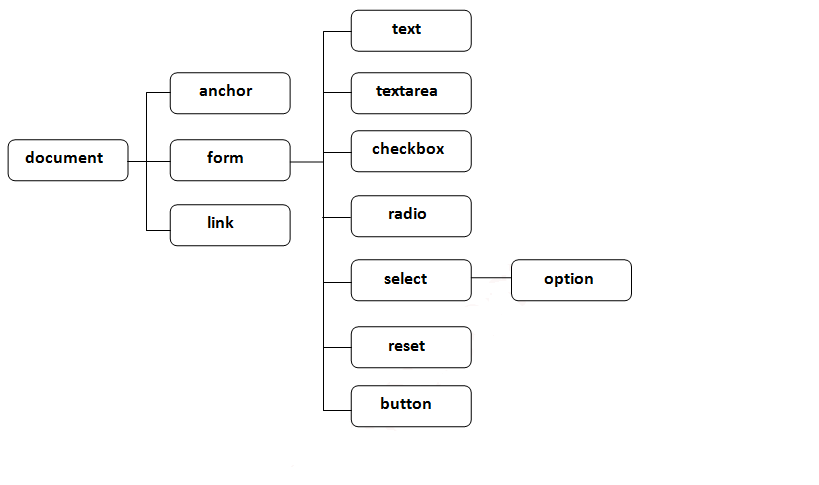 document
anchor
form
link
text
textarea
checkbox
radio
select
reset
button
option